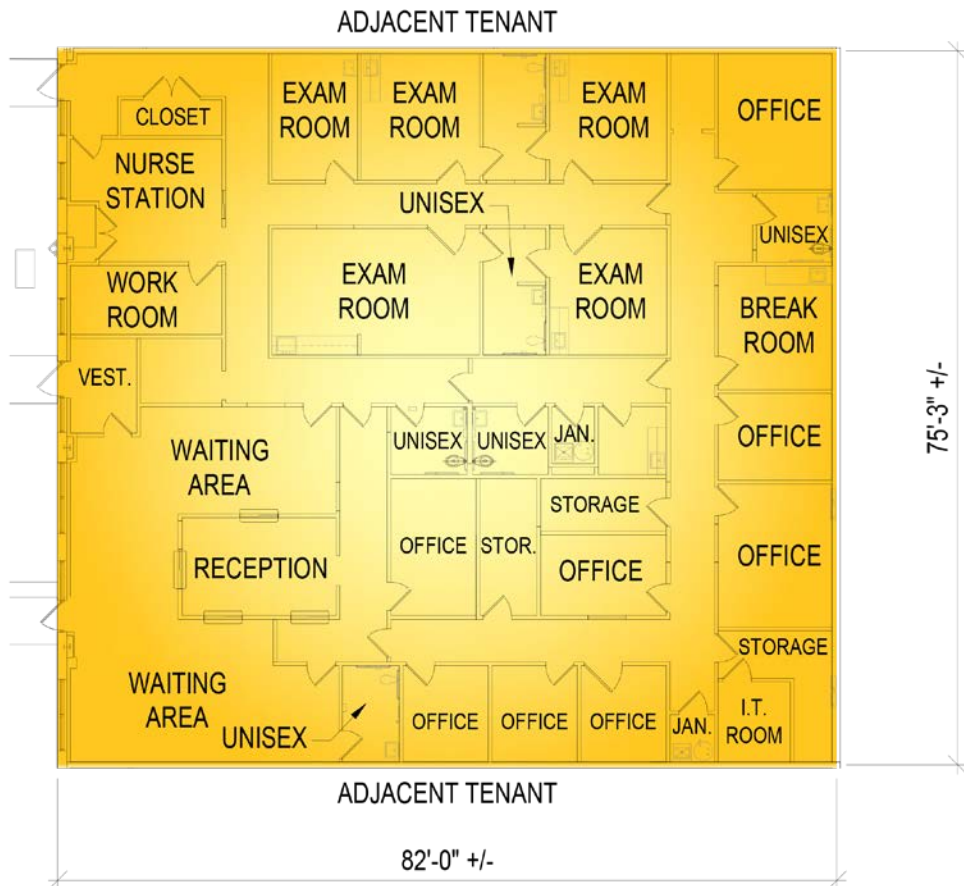 ADJACENT TENANT
EXAM
ROOM
EXAM
ROOM
EXAM
ROOM
OFFICE
CLOSET
NURSE
STATION
UNISEX
UNISEX
WORK
ROOM
EXAM
ROOM
EXAM
ROOM
BREAK
ROOM
VEST.
75'-3" +/-
WAITING
AREA
UNISEX
UNISEX
JAN.
OFFICE
STORAGE
OFFICE
STOR.
RECEPTION
OFFICE
OFFICE
STORAGE
WAITING
AREA
UNISEX
OFFICE
OFFICE
OFFICE
JAN.
I.T.
ROOM
ADJACENT TENANT
82'-0" +/-